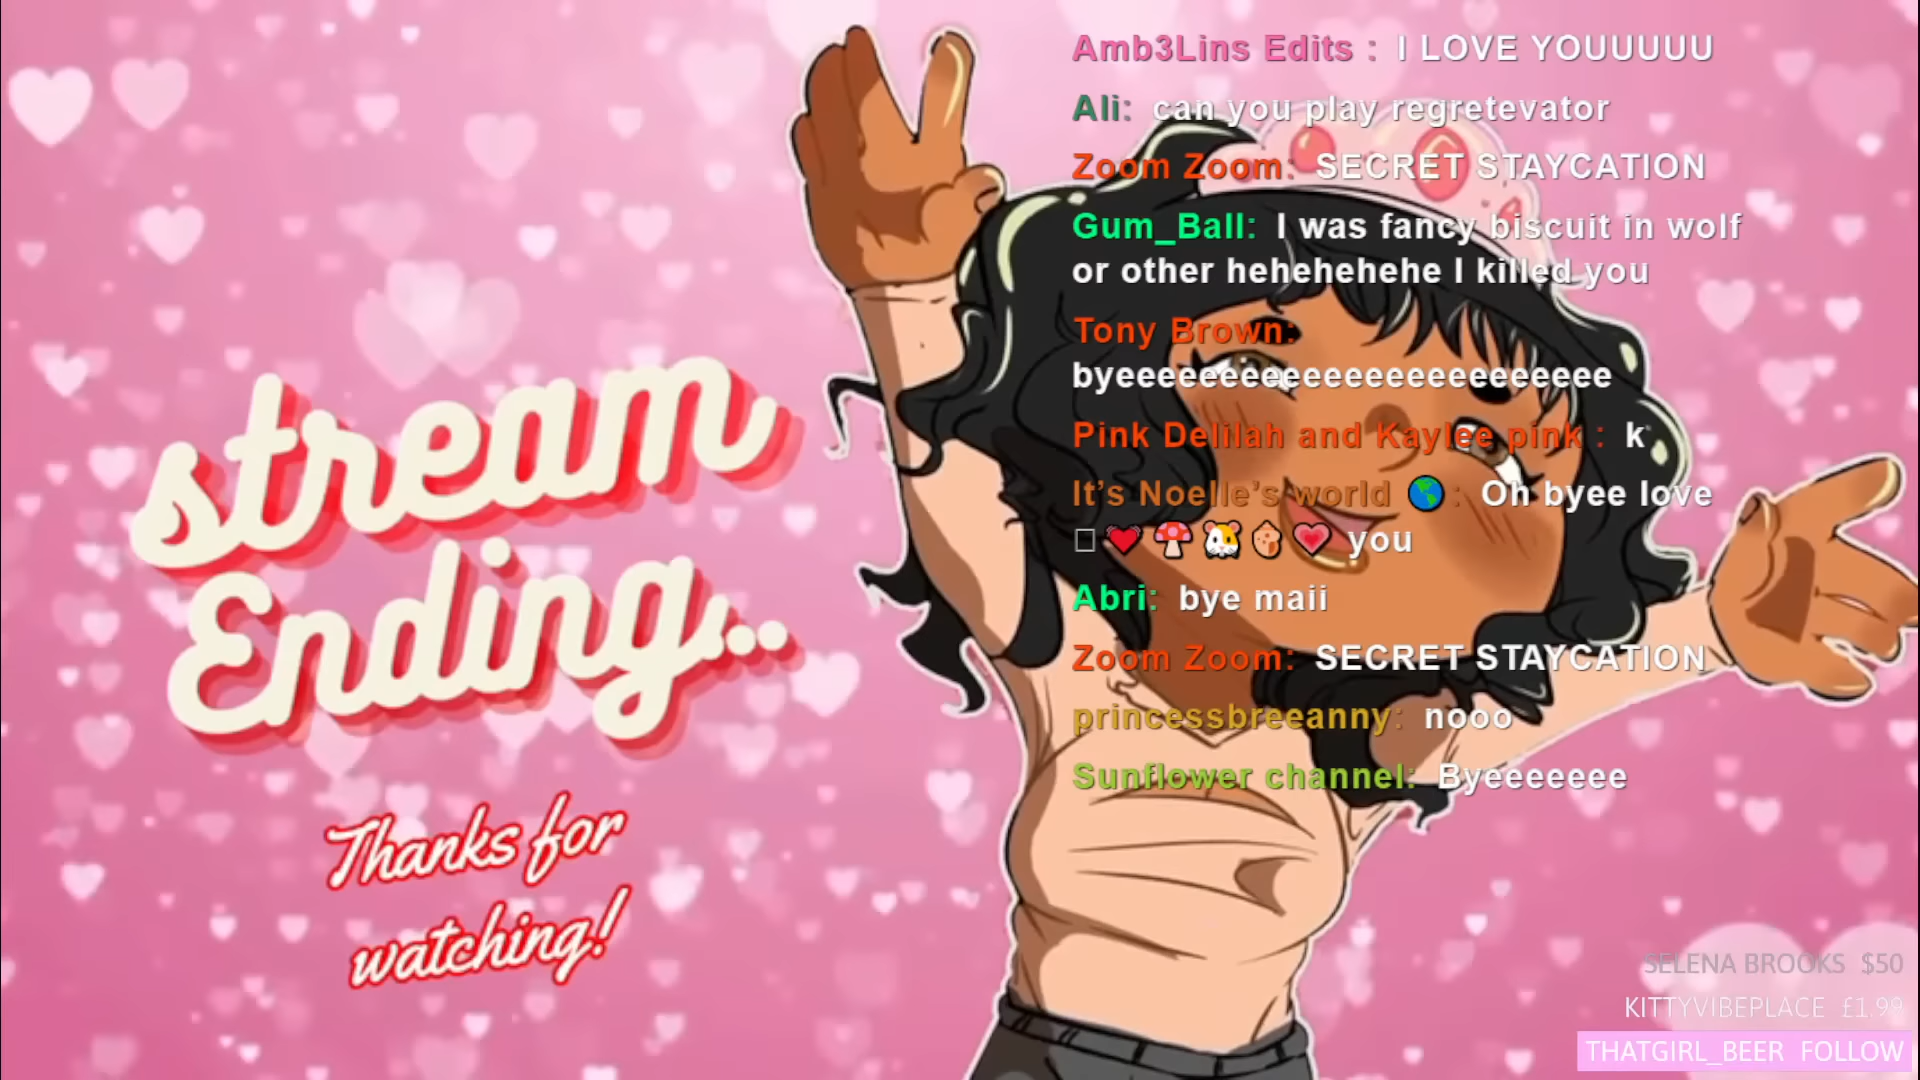 stream
Ending...
Thanks for
watching!
Amb3Lins Edits : I LOVE YOUUUUU
Ali: can you play regretevator
Zoom Zoom: SECRET STAYCATION
Gum_Ball: I was fancy biscuit in wolf
or other hehehehehe I killed you
Tony Brown:
byeeeeeeeeeeeeeeeeeeeeeee
Pink Delilah and Kaylee pink : k
It’s Noelle’s world 🌎 : Oh byee love
□💓🍄🐹🥔💗 you
Abri: bye maii
Zoom Zoom: SECRET STAYCATION
princessbreeanny: nooo
Sunflower channel: Byeeeeeee
SELENA BROOKS $50
KITTYVIBEPLACE £1.99
THATGIRL_BEER FOLLOW